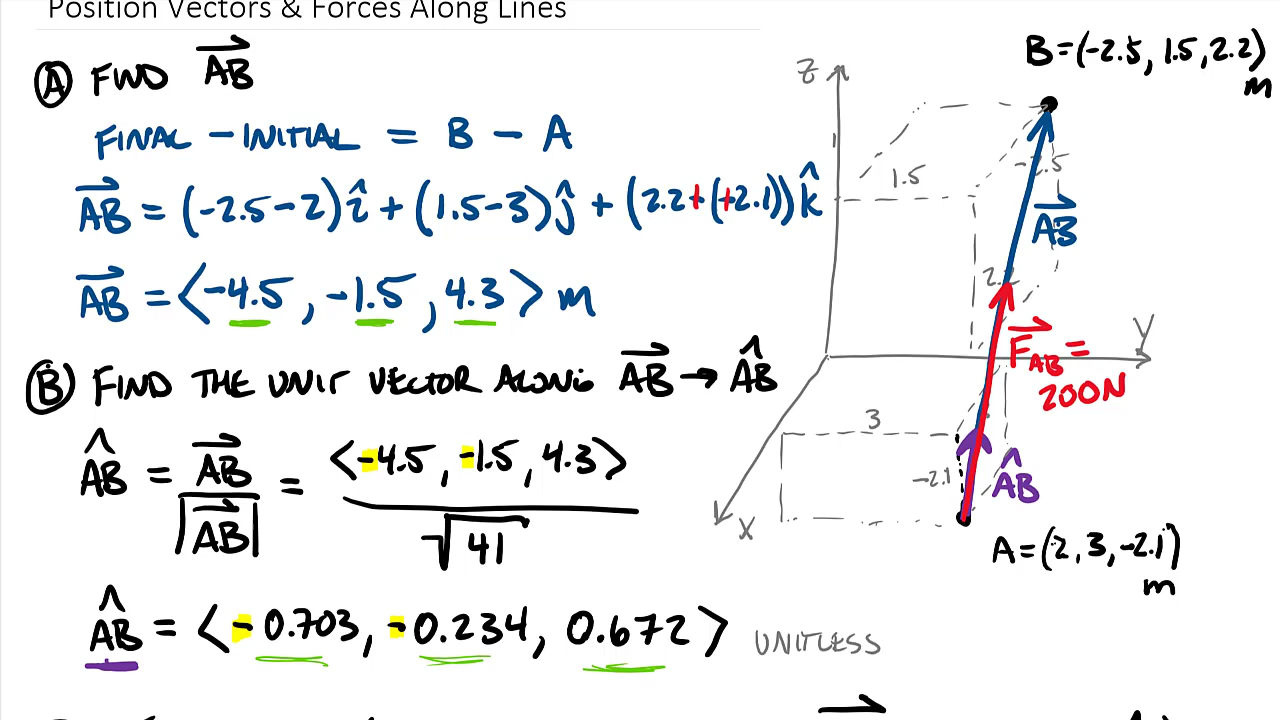 Position Vectors & Forces Along Lines
Ⓐ FIND AB⃗
FINAL - INITIAL = B - A
AB⃗ = (-2.5-2)î + (1.5-3)ĵ + (2.2+(+2.1))k̂
AB⃗ = <-4.5, -1.5, 4.3> m
Ⓑ FIND THE UNIT VECTOR ALONG AB⃗ → AB̂
AB̂ = AB⃗ / |AB⃗| = <-4.5, -1.5, 4.3> / √41
AB̂ = <-0.703, -0.234, 0.672> UNITLESS
B = (-2.5, 1.5, 2.2)
m
Z
1.5
-2.5
AB⃗
2.2
Y
F⃗AB =
200N
3
-2.1
AB̂
X
A = (2, 3, -2.1)
m